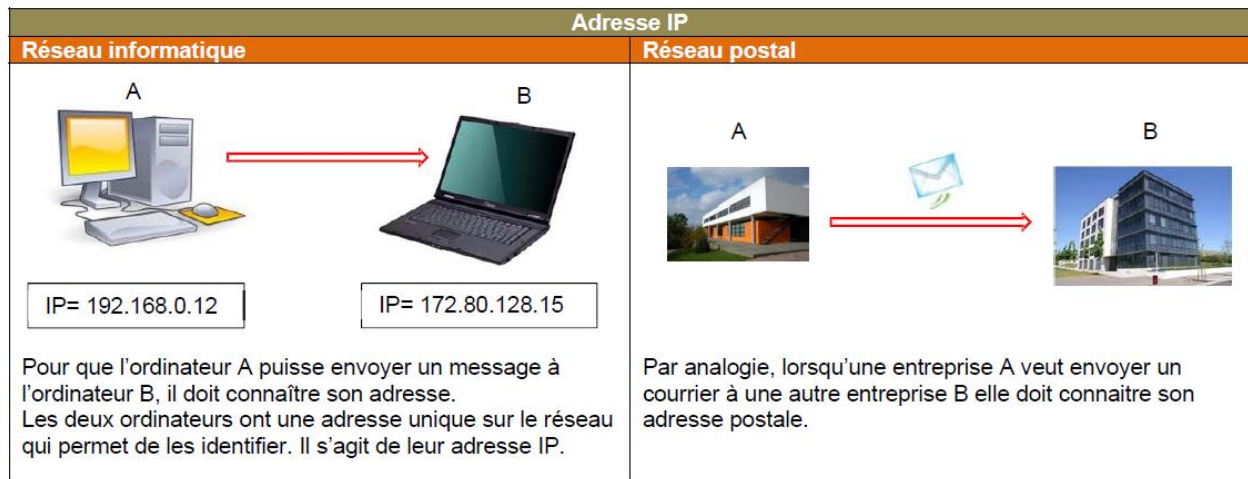 Adresse IP
Réseau informatique
Réseau postal
A
B
IP= 192.168.0.12
IP= 172.80.128.15
Pour que l’ordinateur A puisse envoyer un message à
l’ordinateur B, il doit connaître son adresse.
Les deux ordinateurs ont une adresse unique sur le réseau
qui permet de les identifier. Il s’agit de leur adresse IP.
A
B
Par analogie, lorsqu’une entreprise A veut envoyer un
courrier à une autre entreprise B elle doit connaitre son
adresse postale.